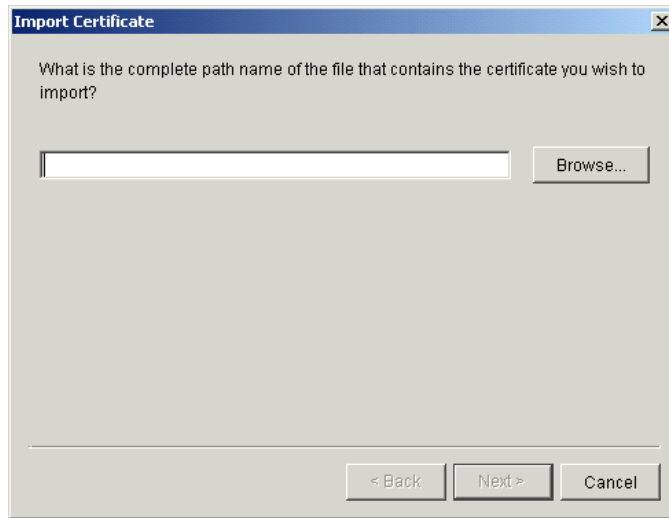 Import Certificate
What is the complete path name of the file that contains the certificate you wish to
import?
Browse...
< Back
Next >
Cancel